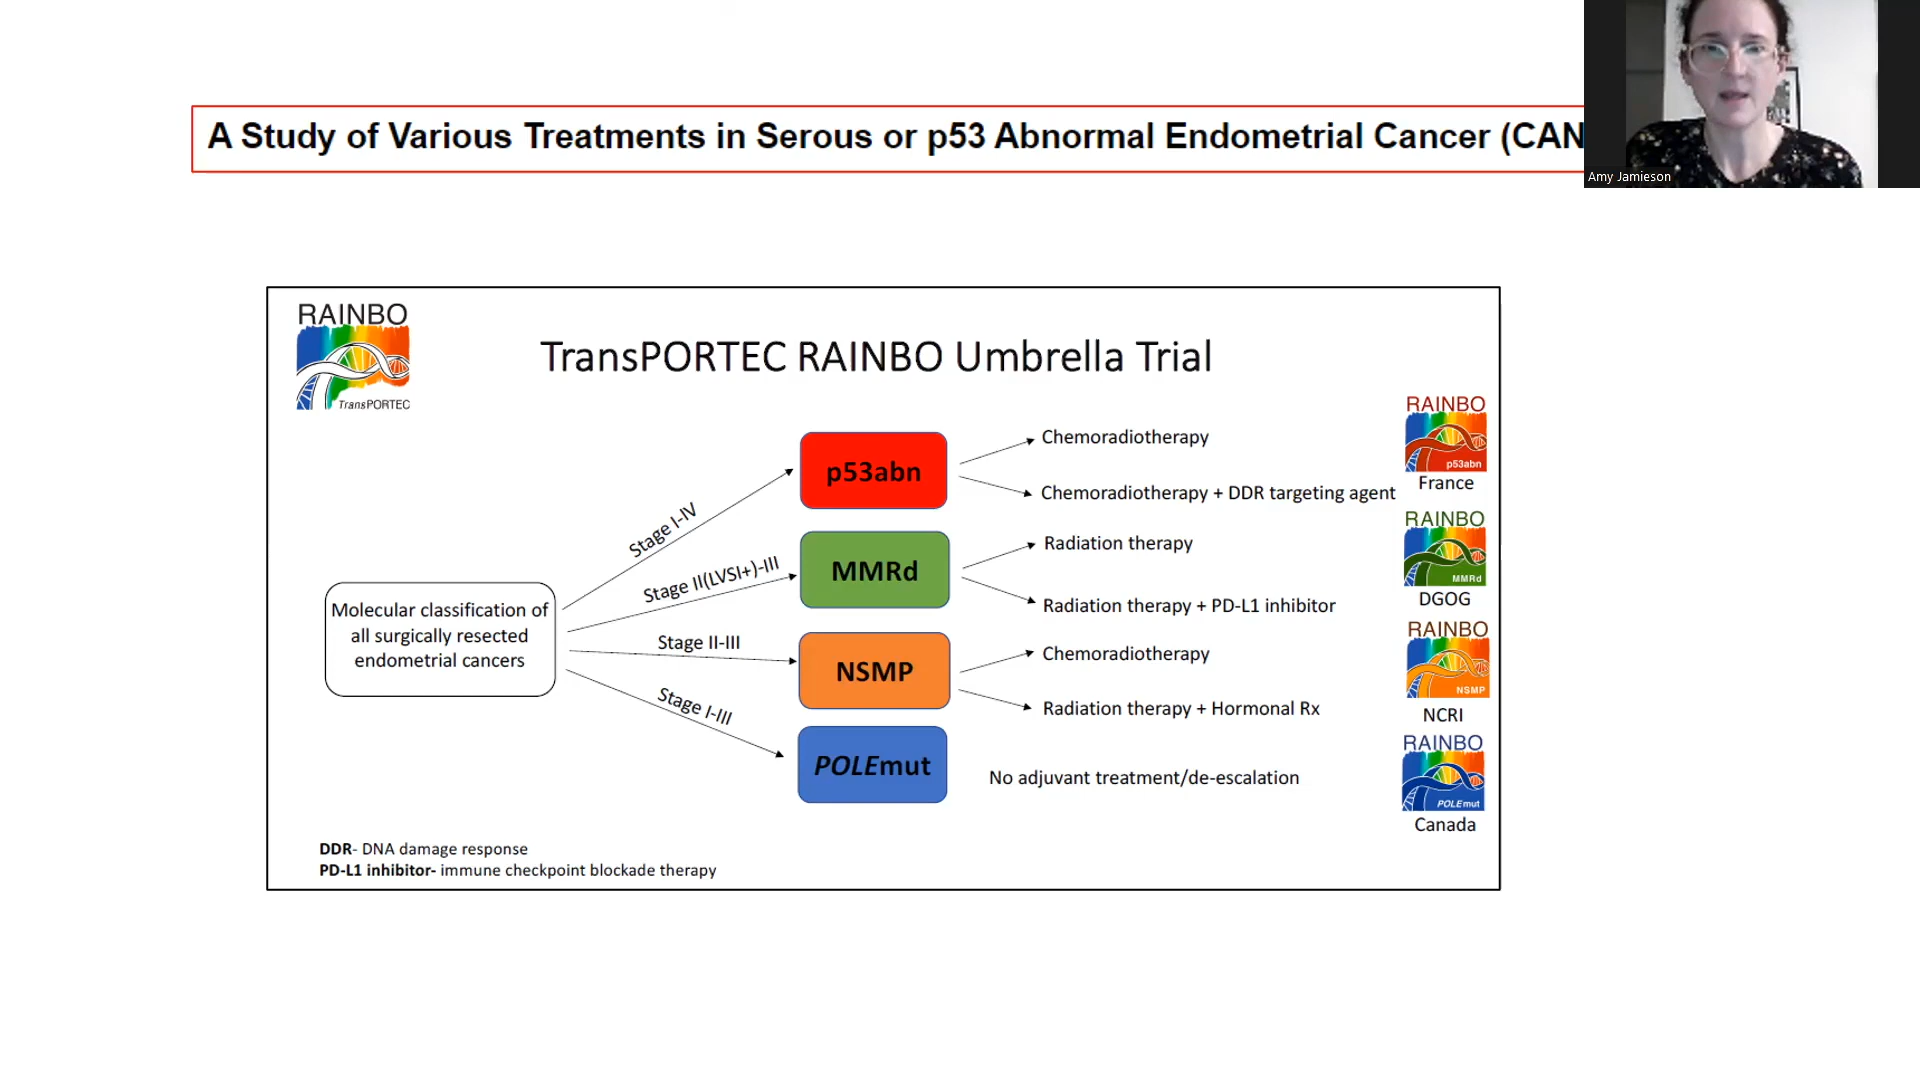 A Study of Various Treatments in Serous or p53 Abnormal Endometrial Cancer (CAN
Amy Jamieson
RAINBO
TransPORTEC
TransPORTEC RAINBO Umbrella Trial
Molecular classification of
all surgically resected
endometrial cancers
Stage I-IV
Stage II(LVSI+)-III
Stage II-III
Stage I-III
p53abn
Chemoradiotherapy
Chemoradiotherapy + DDR targeting agent
MMRd
Radiation therapy
Radiation therapy + PD-L1 inhibitor
NSMP
Chemoradiotherapy
Radiation therapy + Hormonal Rx
POLEmut
No adjuvant treatment/de-escalation
RAINBO
p53abn
France
RAINBO
MMRd
DGOG
RAINBO
NSMP
NCRI
RAINBO
POLEmut
Canada
DDR- DNA damage response
PD-L1 inhibitor- immune checkpoint blockade therapy